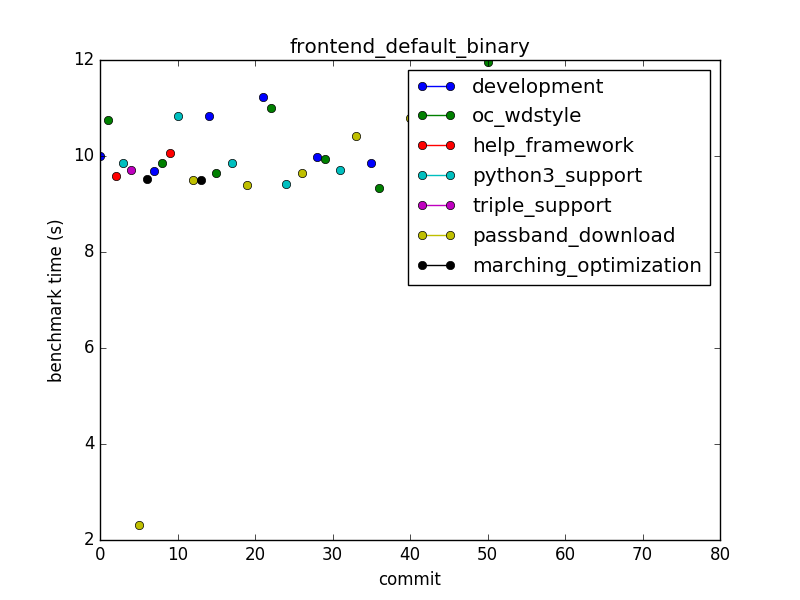 frontend_default_binary
12
10
8
6
4
2
benchmark time (s)
development
oc_wdstyle
help_framework
python3_support
triple_support
passband_download
marching_optimization
0 10 20 30 40 50 60 70 80
commit